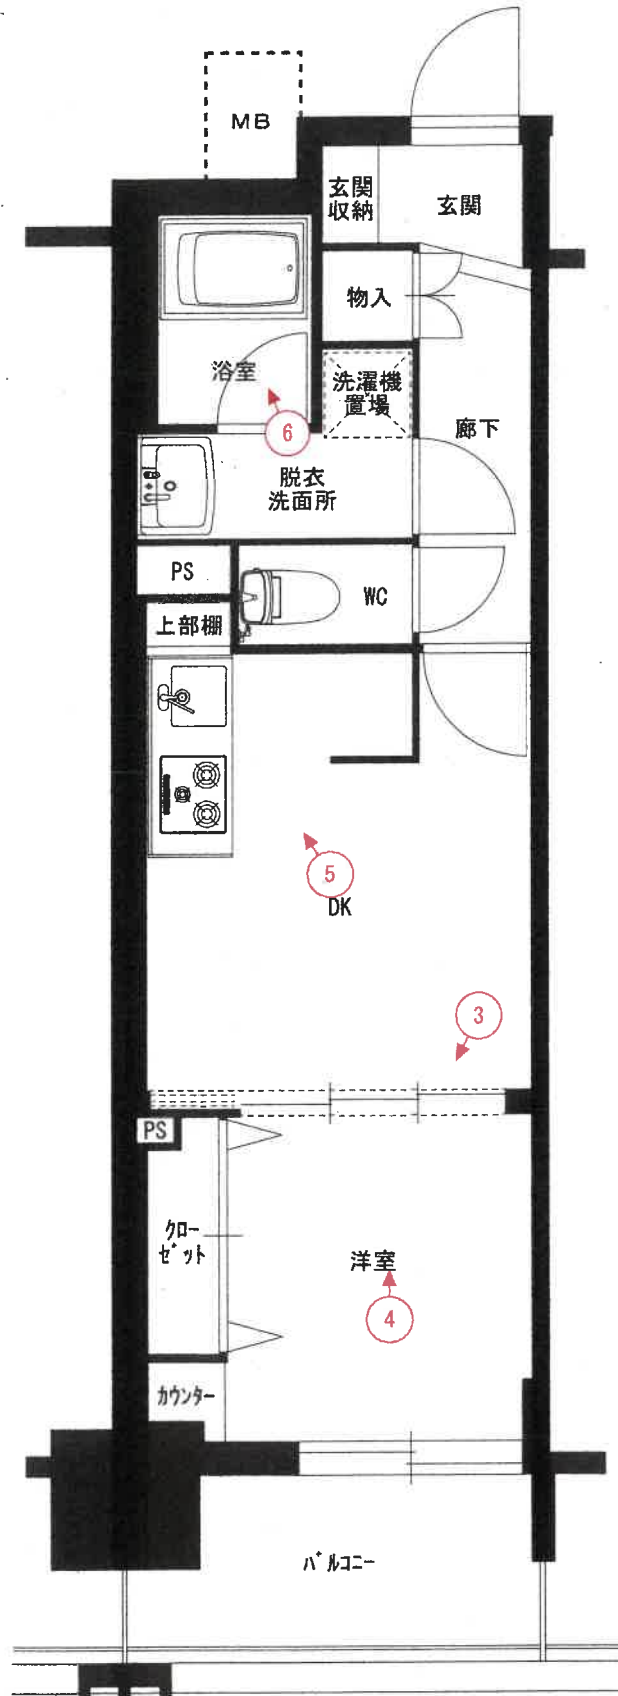 MB
玄関
収納
玄関
物入
浴室
洗濯機
置場
6
廊下
脱衣
洗面所
PS
WC
上部棚
5
DK
3
PS
クロー
ゼット
洋室
4
カウンター
バルコニー